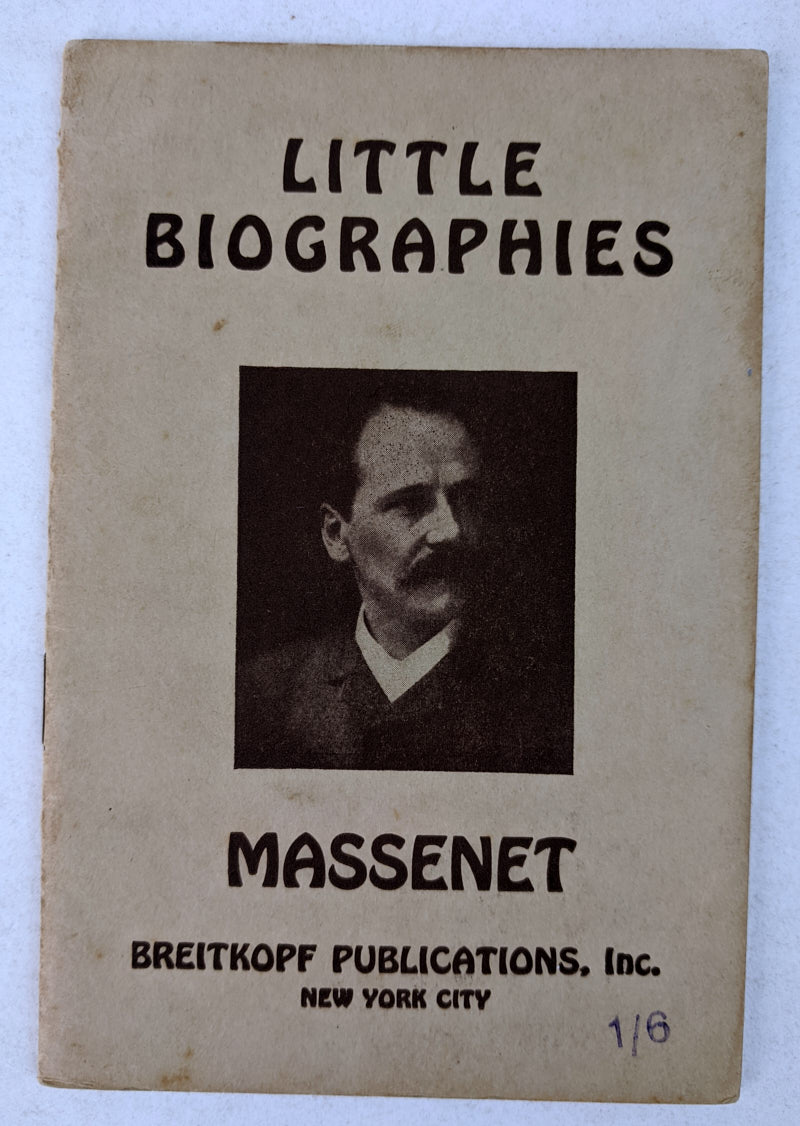 LITTLE
BIOGRAPHIES
MASSENET
BREITKOPF PUBLICATIONS, Inc.
NEW YORK CITY
1/6